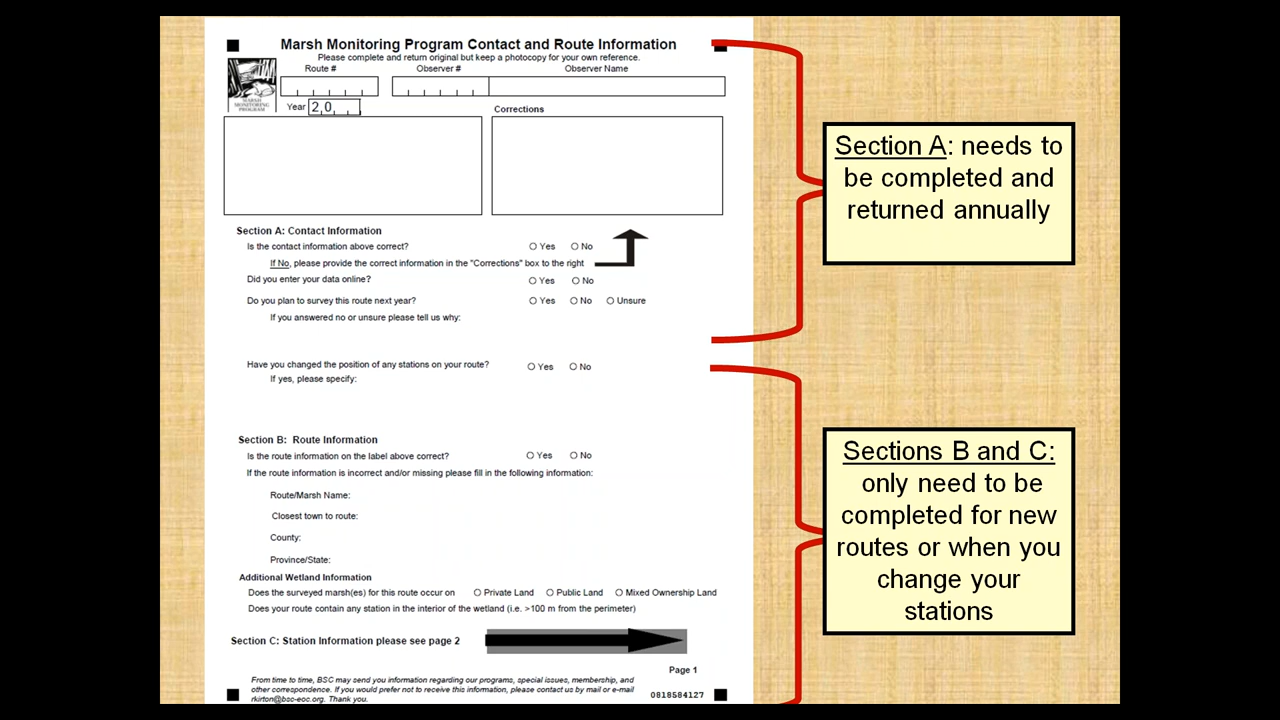 Marsh Monitoring Program Contact and Route Information
Please complete and return original but keep a photocopy for your own reference.
Route #
Observer #
Observer Name
MARSH
MONITORING
PROGRAM
Year 2 0
Corrections
Section A: Contact Information
Is the contact information above correct? Yes No
If No, please provide the correct information in the "Corrections" box to the right
Did you enter your data online? Yes No
Do you plan to survey this route next year? Yes No Unsure
If you answered no or unsure please tell us why:
Have you changed the position of any stations on your route? Yes No
If yes, please specify:
Section B: Route Information
Is the route information on the label above correct? Yes No
If the route information is incorrect and/or missing please fill in the following information:
Route/Marsh Name:
Closest town to route:
County:
Province/State:
Additional Wetland Information
Does the surveyed marsh(es) for this route occur on Private Land Public Land Mixed Ownership Land
Does your route contain any station in the interior of the wetland (i.e. >100 m from the perimeter)
Section C: Station Information please see page 2
Page 1
From time to time, BSC may send you information regarding our programs, special issues, membership, and
other correspondence. If you would prefer not to receive this information, please contact us by mail or e-mail
rkirton@bsc-eoc.org. Thank you.
0818584127
Section A: needs to
be completed and
returned annually
Sections B and C:
only need to be
completed for new
routes or when you
change your
stations